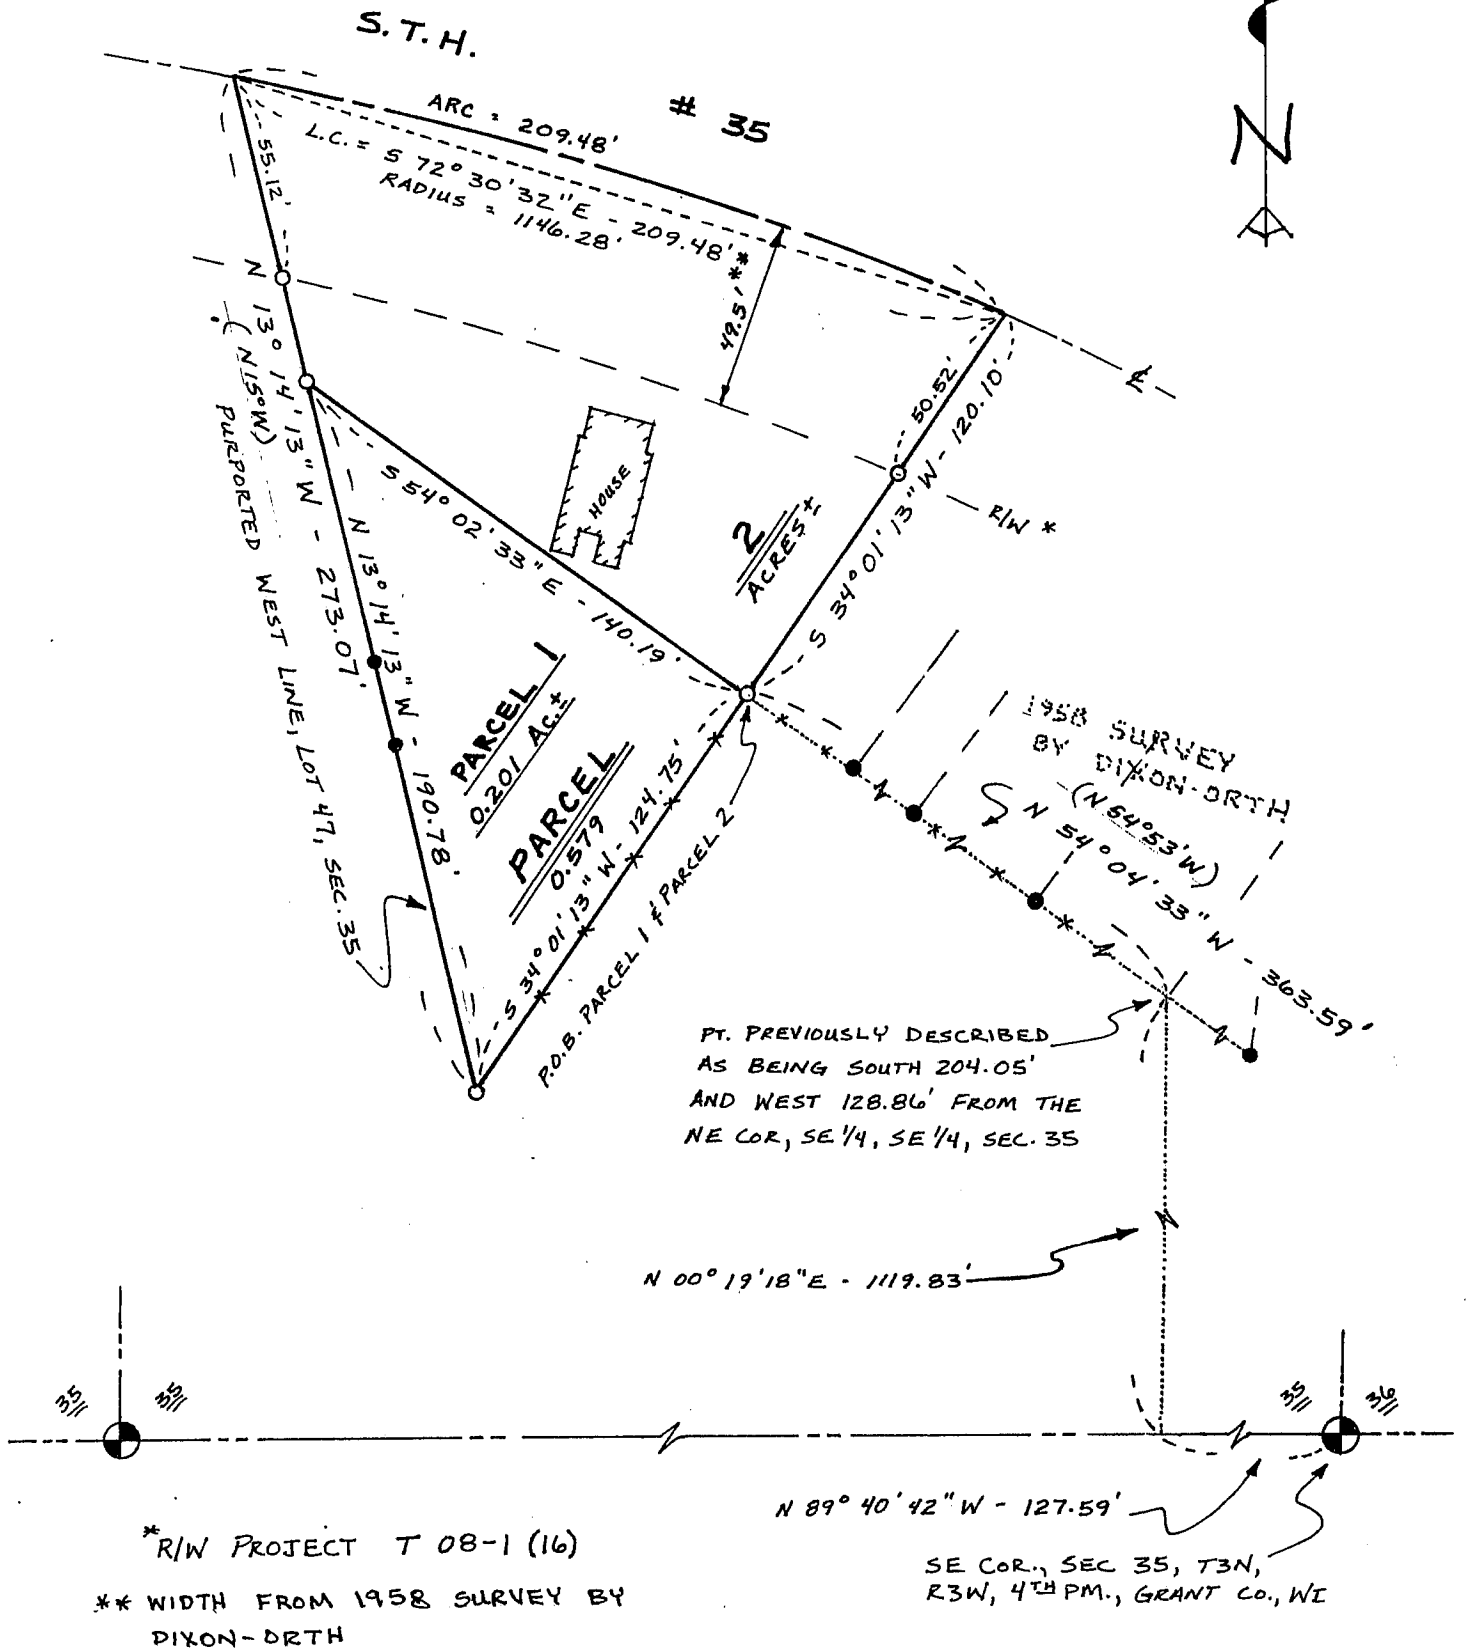 S.T.H.
# 35
N
ARC = 209.48'
L.C. = S 72° 30' 32" E - 209.48'
RADIUS = 1146.28'
55.12'
49.5' **
50.52'
S 34° 01' 13" W - 120.10'
R/W *
N 13° 14' 13" W - 273.07'
(N 15° W)
PURPORTED WEST LINE, LOT 47, SEC. 35
N 13° 14' 13" W - 190.78'
S 54° 02' 33" E - 140.19'
HOUSE
PARCEL 1
0.201 AC.±
PARCEL 2
0.579 ACRES±
S 34° 01' 13" W - 124.75'
P.O.B. PARCEL 1 & PARCEL 2
1958 SURVEY
BY DIXON-ORTH
(N 54° 53' W)
N 54° 04' 33" W - 363.59'
PT. PREVIOUSLY DESCRIBED
AS BEING SOUTH 204.05'
AND WEST 128.86' FROM THE
NE COR, SE 1/4, SE 1/4, SEC. 35
N 00° 19' 18" E - 1119.83'
35 35
35 36
N 89° 40' 42" W - 127.59'
SE COR., SEC 35, T3N,
R3W, 4TH PM., GRANT CO., WI
*R/W PROJECT T 08-1 (16)
** WIDTH FROM 1958 SURVEY BY
DIXON-ORTH